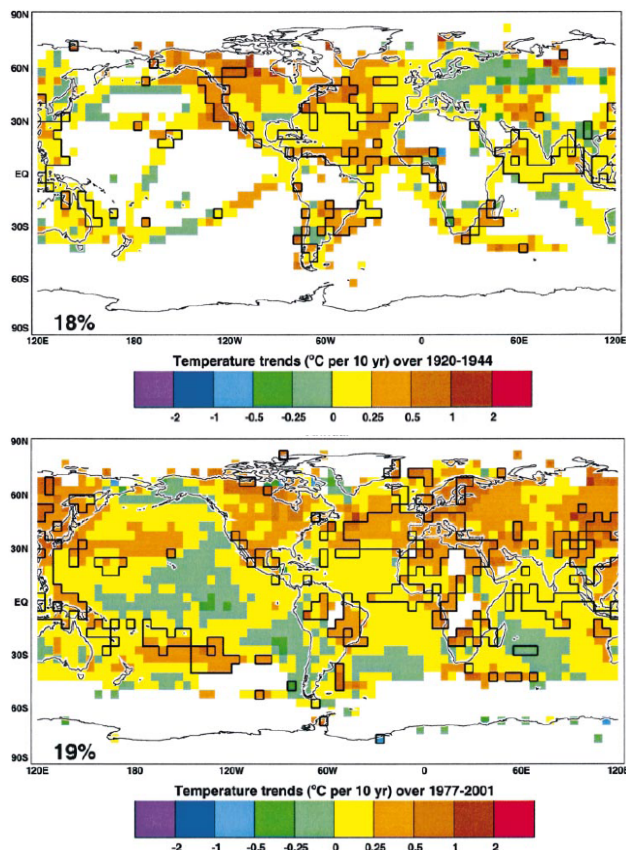 90N
60N
30N
EQ
30S
60S
90S
18%
120E 180 120W 60W 0 60E 120E
Temperature trends (°C per 10 yr) over 1920-1944
-2 -1 -0.5 -0.25 0 0.25 0.5 1 2
90N
60N
30N
EQ
30S
60S
90S
19%
120E 180 120W 60W 0 60E 120E
Temperature trends (°C per 10 yr) over 1977-2001
-2 -1 -0.5 -0.25 0 0.25 0.5 1 2